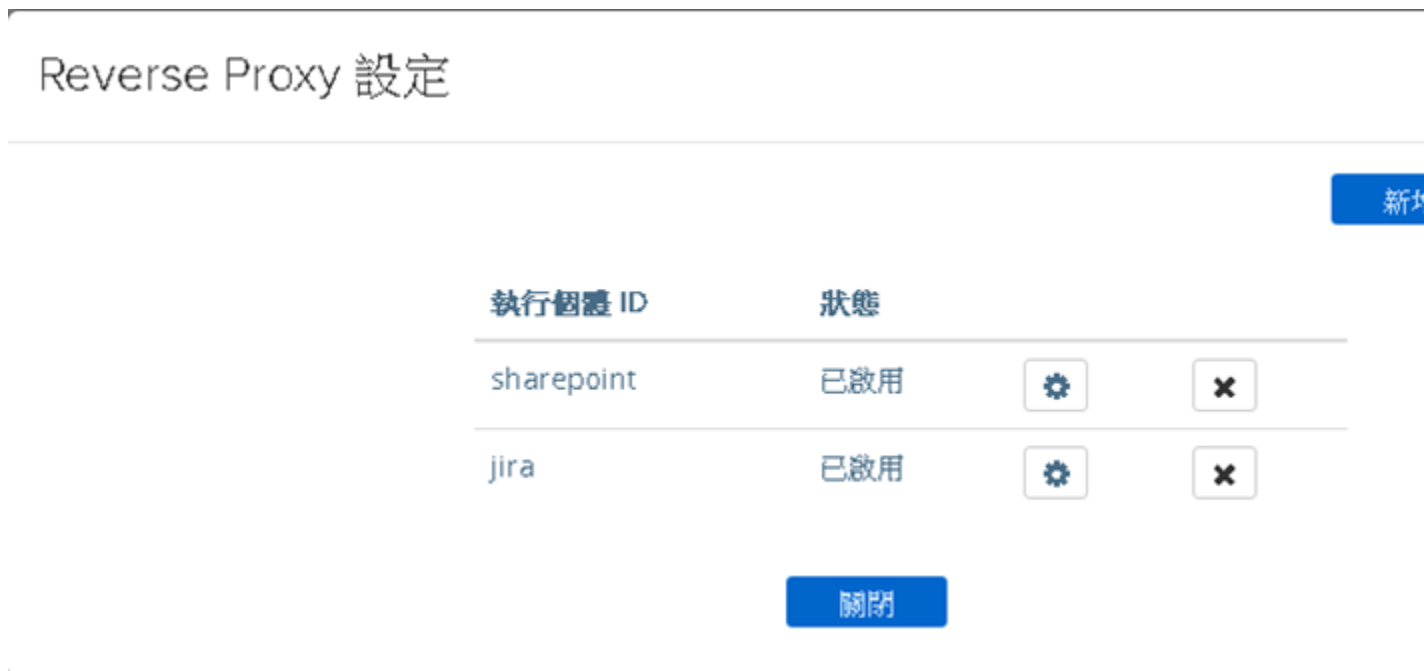 Reverse Proxy 設定
新
執行個體 ID 狀態
sharepoint 已啟用
jira 已啟用
關閉